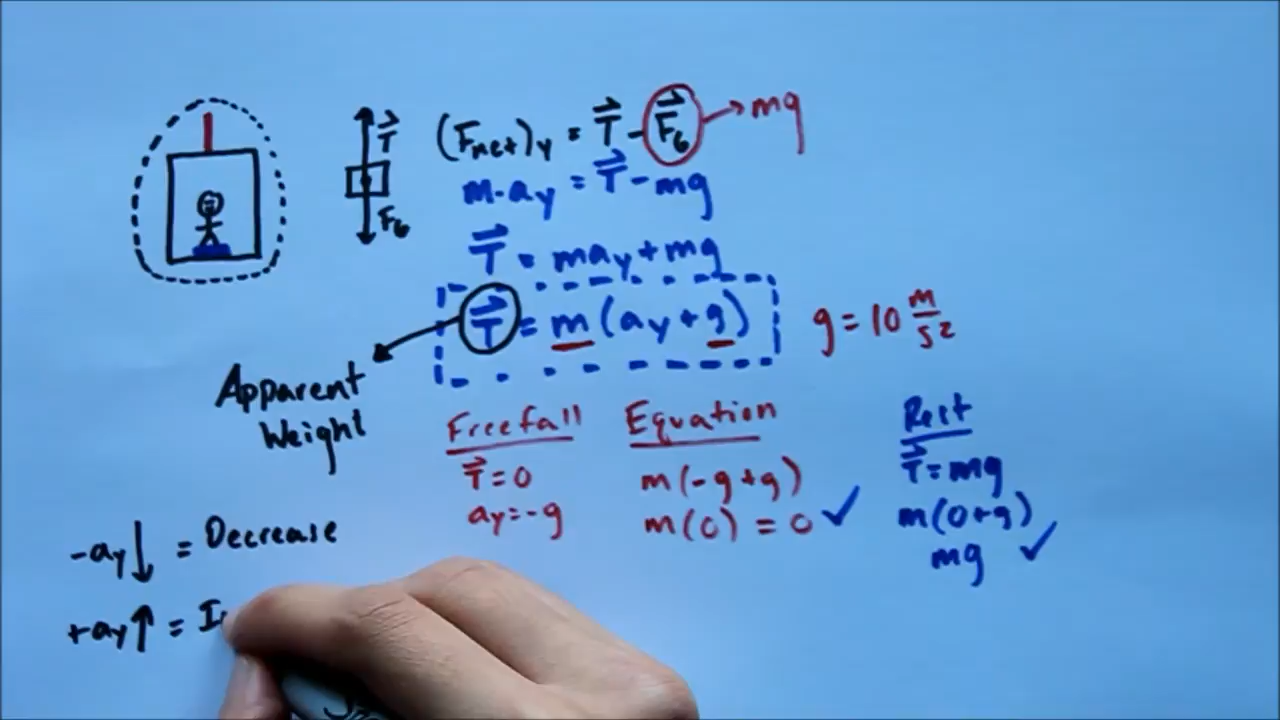 T⃗
F_G
(F_net)_y = T⃗ - F⃗_G → mg
m·a_y = T⃗ - mg
T⃗ = ma_y + mg
T⃗ = m(a_y + g)
g = 10 m/s²
Apparent
Weight
Freefall
T⃗ = 0
a_y = -g
Equation
m(-g+g)
m(0) = 0 ✓
Rest
T⃗ = mg
m(0+g)
mg ✓
-a_y↓ = Decrease
+a_y↑ =